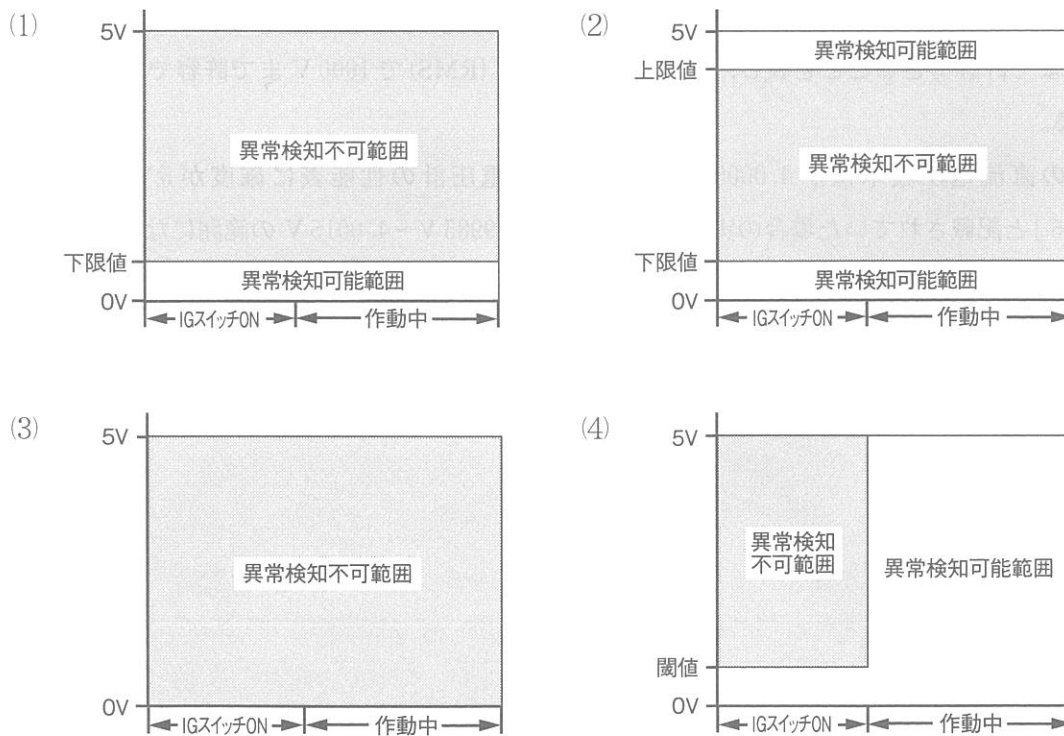 (1)
5V
異常検知不可範囲
下限値
異常検知可能範囲
0V
IGスイッチON
作動中
(2)
5V
異常検知可能範囲
上限値
異常検知不可範囲
下限値
異常検知可能範囲
0V
IGスイッチON
作動中
(3)
5V
異常検知不可範囲
0V
IGスイッチON
作動中
(4)
5V
異常検知
不可範囲
異常検知可能範囲
閾値
0V
IGスイッチON
作動中